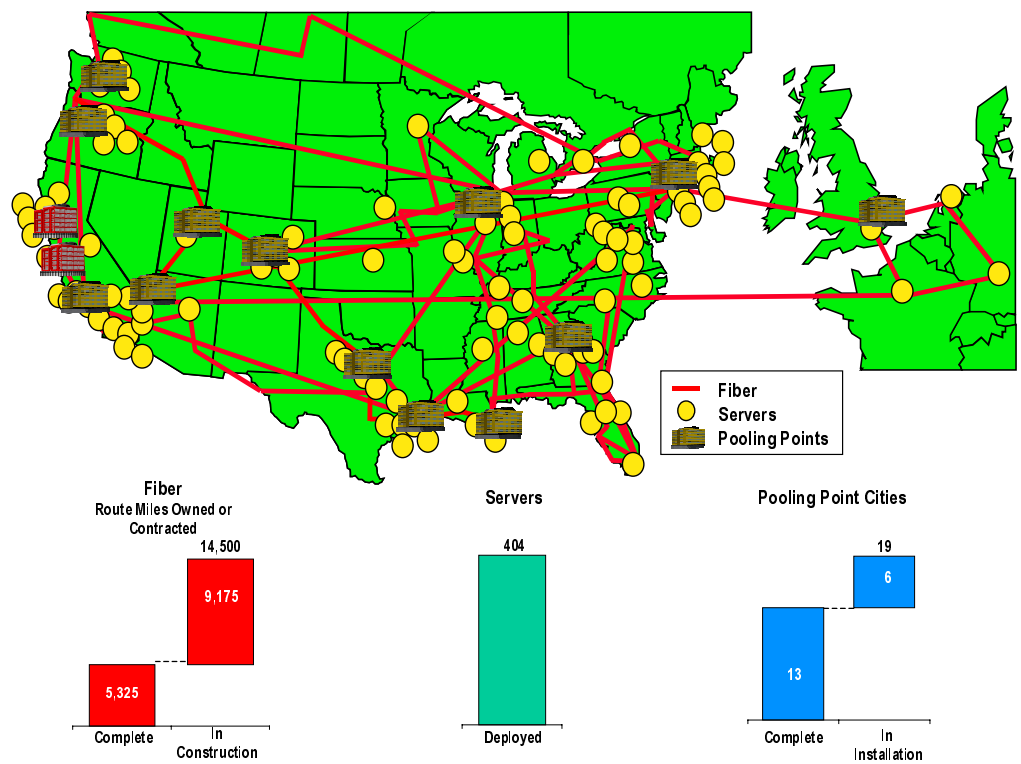 Fiber
Servers
Pooling Points
Fiber
Route Miles Owned or
Contracted
14,500
9,175
5,325
Complete
In
Construction
Servers
404
Deployed
Pooling Point Cities
19
6
13
Complete
In
Installation